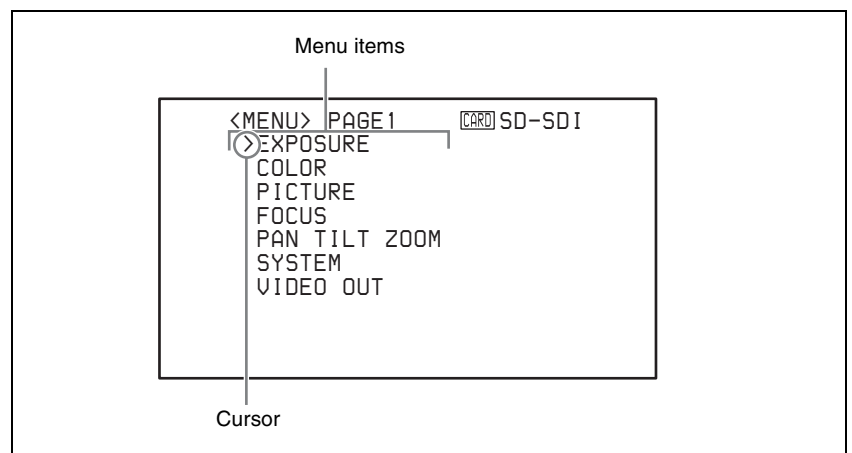 Menu items
<MENU> PAGE1 CARD SD-SDI
>EXPOSURE
COLOR
PICTURE
FOCUS
PAN TILT ZOOM
SYSTEM
VIDEO OUT
Cursor